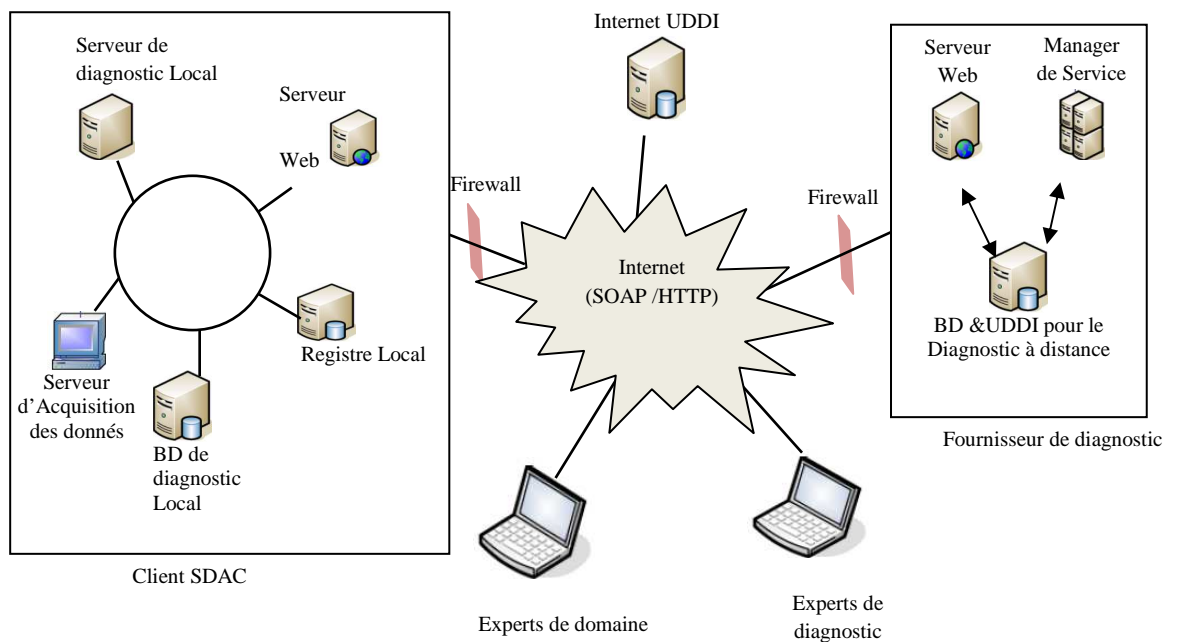 Serveur de
diagnostic Local
Serveur
Web
Serveur
d'Acquisition
des donnés
BD de
diagnostic
Local
Registre Local
Client SDAC
Firewall
Internet UDDI
Internet
(SOAP /HTTP)
Firewall
Serveur
Web
Manager
de Service
BD &UDDI pour le
Diagnostic à distance
Fournisseur de diagnostic
Experts de domaine
Experts de
diagnostic